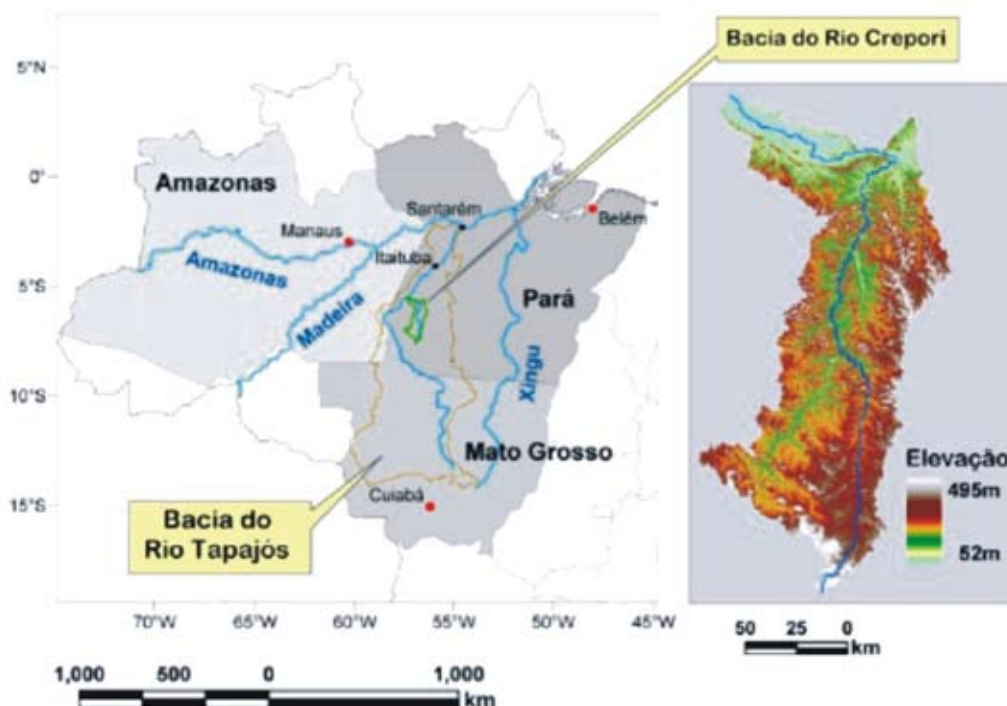 Bacia do Rio Crepori
5°N
0°
5°S
10°S
15°S
Amazonas
Santarém
Manaus
Belém
Itaituba
Amazonas
Madeira
Pará
Xingu
Mato Grosso
Cuiabá
Bacia do
Rio Tapajós
70°W
65°W
60°W
55°W
50°W
45°W
1,000
500
0
1,000
km
Elevação
495m
52m
50
25
0
km